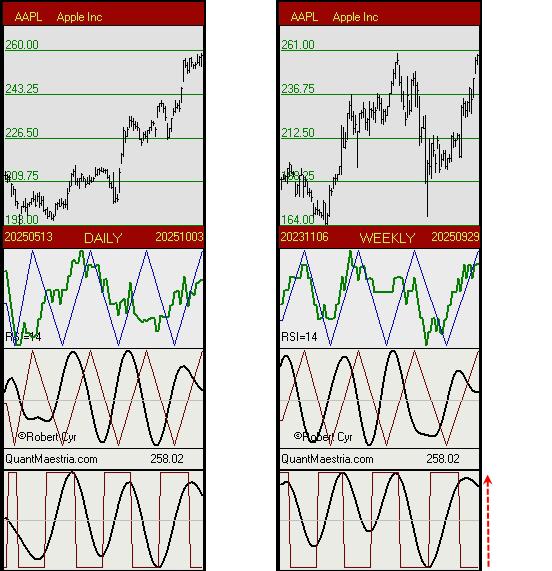 AAPL Apple Inc
260.00
243.25
226.50
209.75
193.00
20250513 DAILY 20251003
RSI=14
©Robert Cyr
QuantMaestria.com 258.02
AAPL Apple Inc
261.00
236.75
212.50
188.25
164.00
20231106 WEEKLY 20250929
RSI=14
©Robert Cyr
QuantMaestria.com 258.02